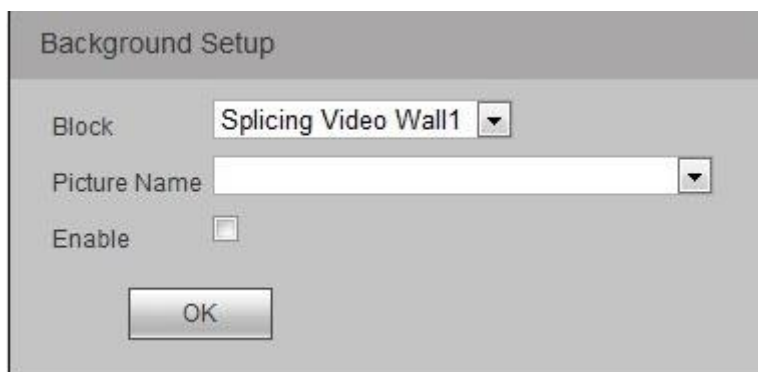 Background Setup
Block Splicing Video Wall1
Picture Name
Enable
OK